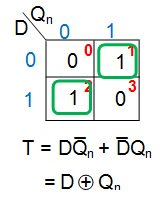 Qₙ
D 0 1
0 0 0 1 1
1 1 2 0 3
T = DQ̅ₙ + D̅Qₙ
= D ⊕ Qₙ